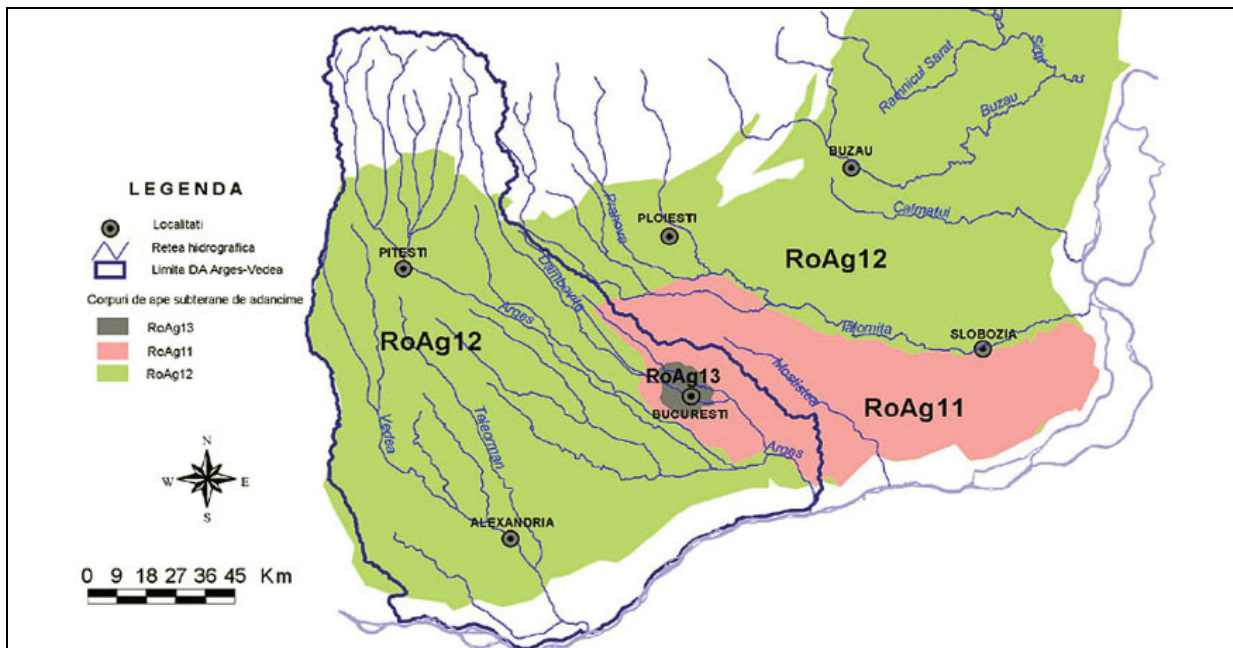 LEGENDA
Localitati
Retea hidrografica
Limita DA Arges-Vedea
Corpuri de ape subterane de adancime
RoAg13
RoAg11
RoAg12
N
W
E
S
0 9 18 27 36 45 Km
Ramnicul Sarat
Buzau
BUZAU
Calmatui
Prahova
PLOIESTI
PITESTI
RoAg12
Dambovita
Arges
RoAg12
Ialomita
SLOBOZIA
Mostistea
RoAg13
BUCURESTI
RoAg11
Vedea
Teleorman
Arges
ALEXANDRIA